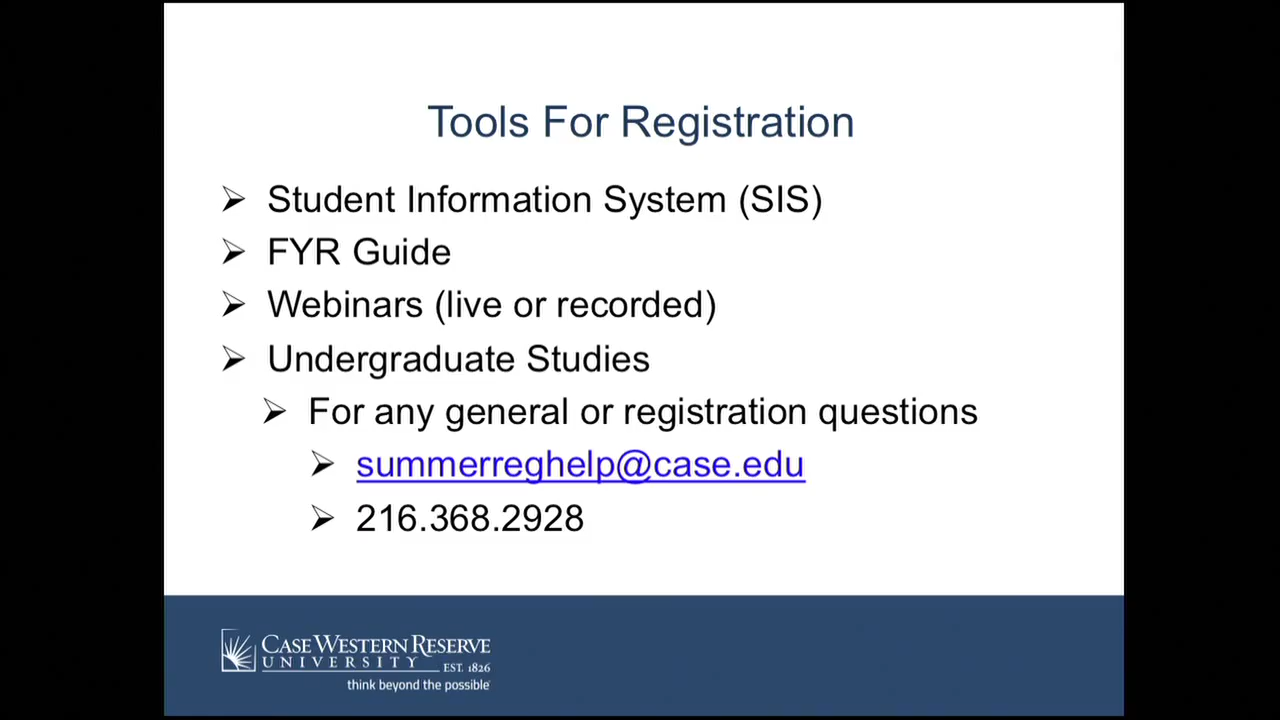 Tools For Registration
Student Information System (SIS)
FYR Guide
Webinars (live or recorded)
Undergraduate Studies
For any general or registration questions
summerreghelp@case.edu
216.368.2928
CASE WESTERN RESERVE
UNIVERSITY EST. 1826
think beyond the possible